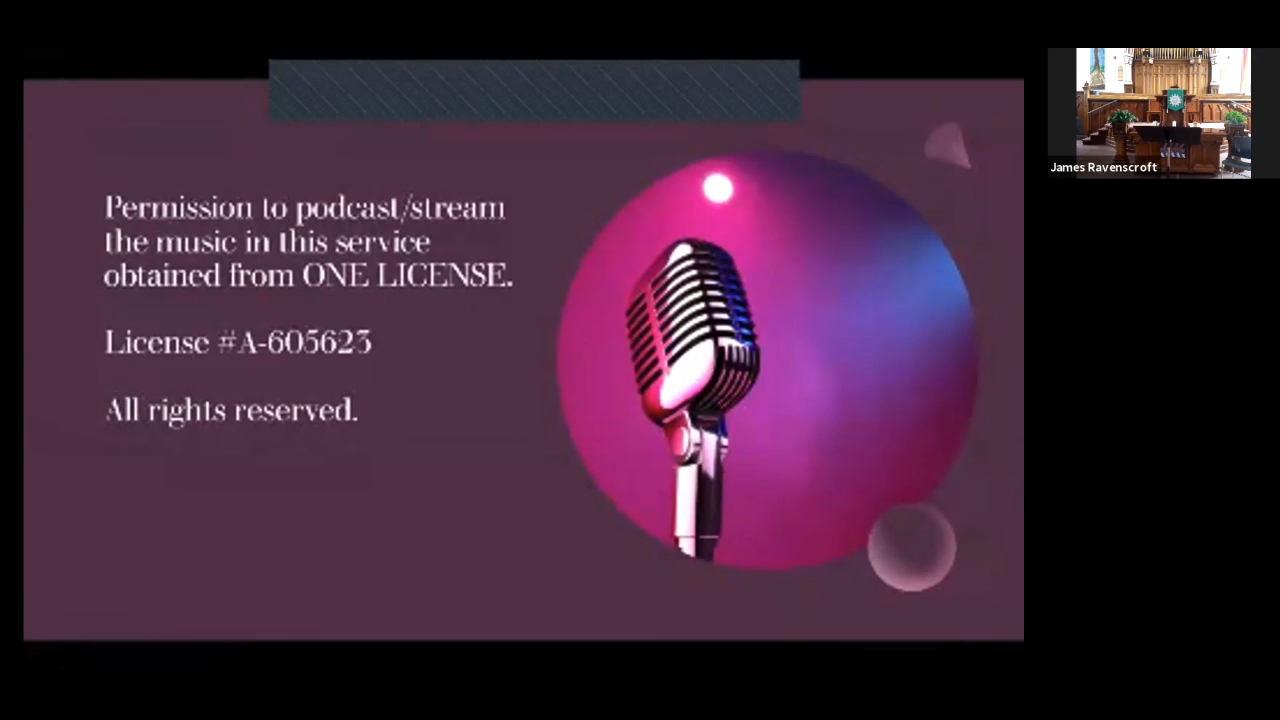 Permission to podcast/stream
the music in this service
obtained from ONE LICENSE.
License #A-605623
All rights reserved.
James Ravenscroft